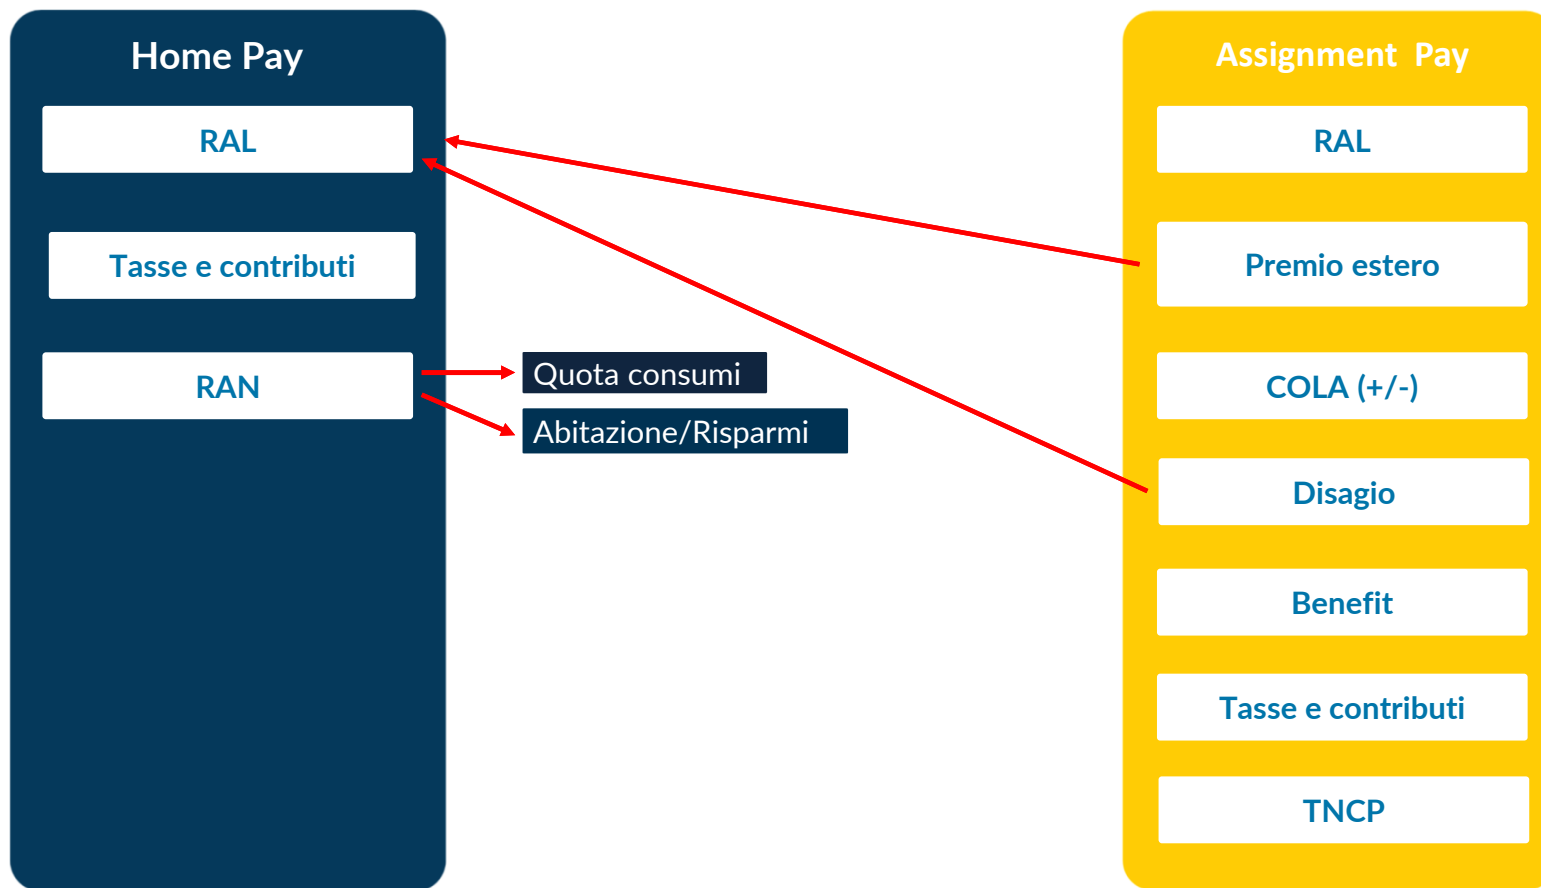 Home Pay
RAL
Tasse e contributi
RAN
Quota consumi
Abitazione/Risparmi
Assignment Pay
RAL
Premio estero
COLA (+/-)
Disagio
Benefit
Tasse e contributi
TNCP